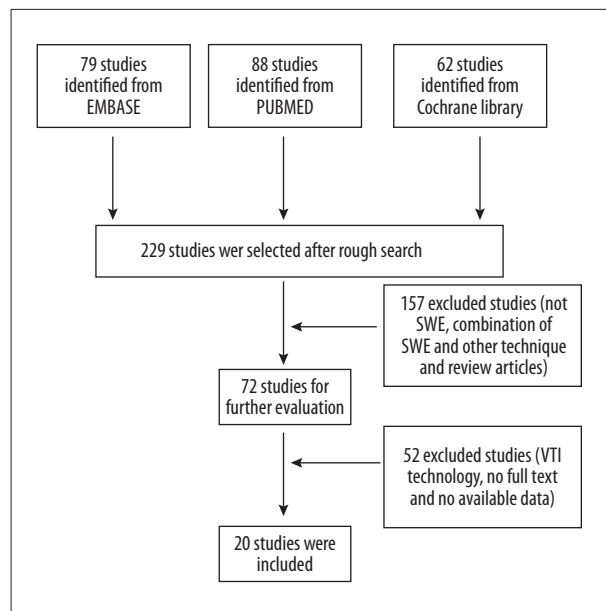 79 studies
identified from
EMBASE
88 studies
identified from
PUBMED
62 studies
identified from
Cochrane library
229 studies wer selected after rough search
157 excluded studies (not
SWE, combination of
SWE and other technique
and review articles)
72 studies for
further evaluation
52 excluded studies (VTI
technology, no full text
and no available data)
20 studies were
included